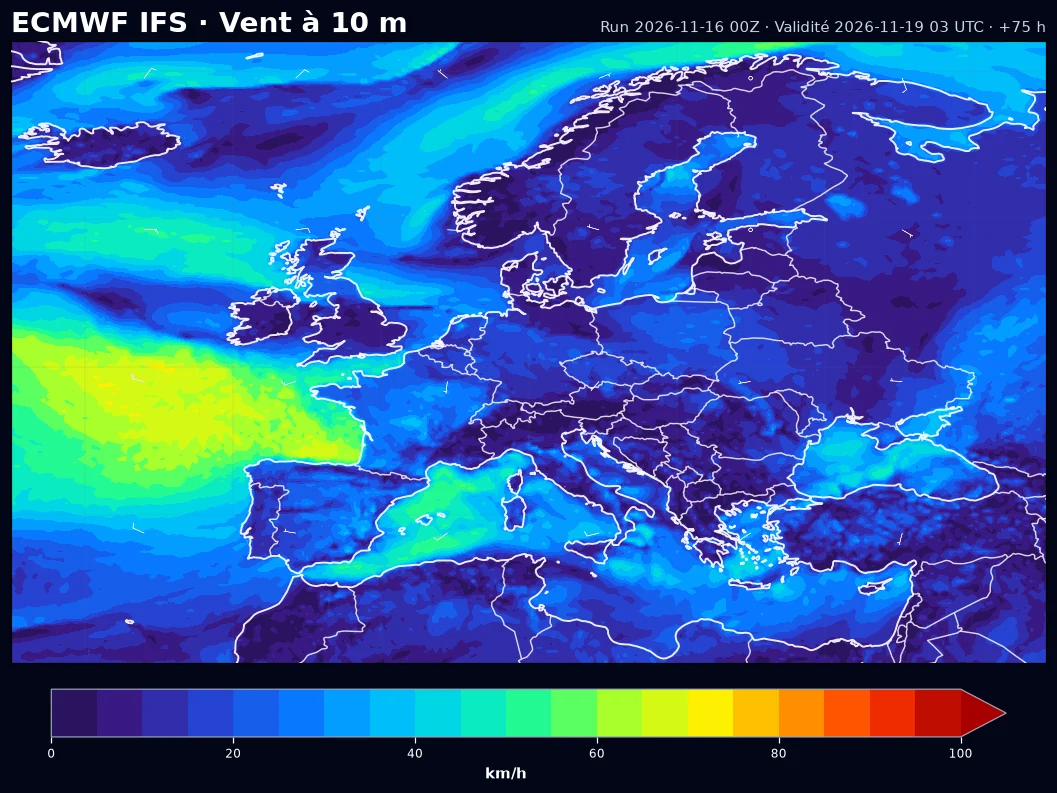 ECMWF IFS · Vent à 10 m
Run 2026-11-16 00Z · Validité 2026-11-19 03 UTC · +75 h
0 20 40 60 80 100
km/h